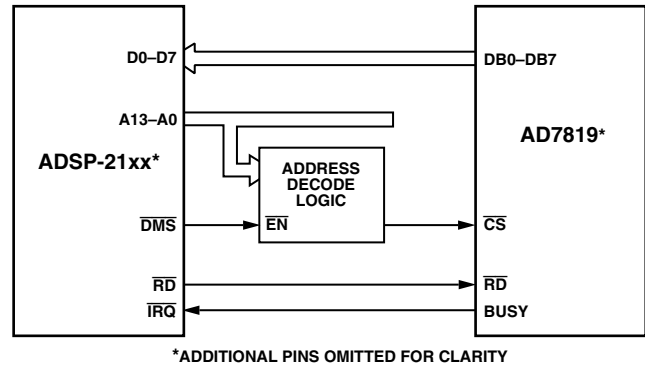 D0–D7
DB0–DB7
A13–A0
ADSP-21xx*
AD7819*
ADDRESS
DECODE
LOGIC
DMS
EN
CS
RD
RD
IRQ
BUSY
*ADDITIONAL PINS OMITTED FOR CLARITY